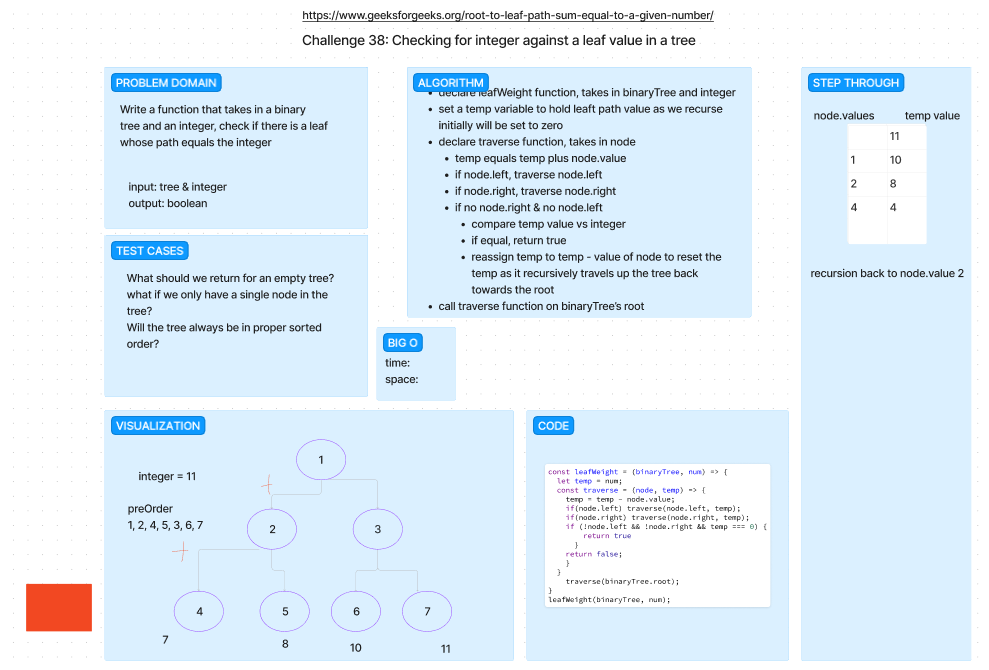 https://www.geeksforgeeks.org/root-to-leaf-path-sum-equal-to-a-given-number/
Challenge 38: Checking for integer against a leaf value in a tree
PROBLEM DOMAIN
Write a function that takes in a binary
tree and an integer, check if there is a leaf
whose path equals the integer
input: tree & integer
output: boolean
TEST CASES
What should we return for an empty tree?
what if we only have a single node in the
tree?
Will the tree always be in proper sorted
order?
ALGORITHM
• declare leafWeight function, takes in binaryTree and integer
• set a temp variable to hold leaft path value as we recurse
initially will be set to zero
• declare traverse function, takes in node
• temp equals temp plus node.value
• if node.left, traverse node.left
• if node.right, traverse node.right
• if no node.right & no node.left
• compare temp value vs integer
• if equal, return true
• reassign temp to temp - value of node to reset the
temp as it recursively travels up the tree back
towards the root
• call traverse function on binaryTree's root
BIG O
time:
space:
STEP THROUGH
node.values temp value
11
1 10
2 8
4 4
recursion back to node.value 2
VISUALIZATION
integer = 11
preOrder
1, 2, 4, 5, 3, 6, 7
1
2 3
4 5 6 7
7 8 10 11
CODE
const leafWeight = (binaryTree, num) => {
let temp = num;
const traverse = (node, temp) => {
temp = temp - node.value;
if(node.left) traverse(node.left, temp);
if(node.right) traverse(node.right, temp);
if (!node.left && !node.right && temp === 0) {
return true
}
return false;
}
}
traverse(binaryTree.root);
}
leafWeight(binaryTree, num);